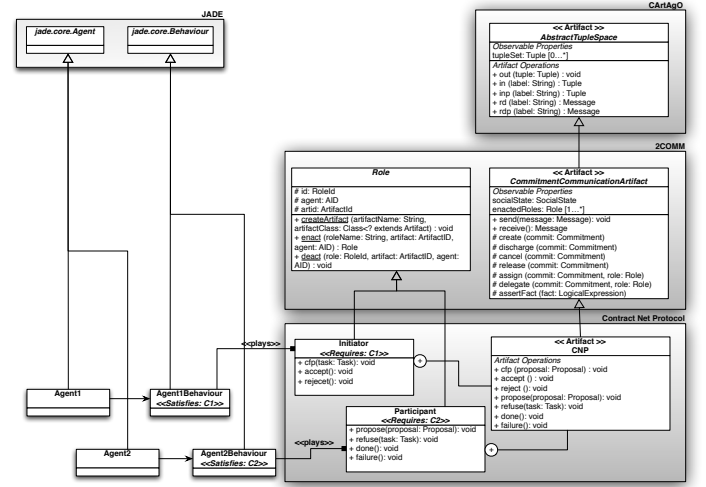 JADE
jade.core.Agent
jade.core.Behaviour
CArtAgO
<< Artifact >>
AbstractTupleSpace
Observable Properties
tupleSet: Tuple [0...*]
Artifact Operations
+ out (tuple: Tuple) : void
+ in (label: String) : Tuple
+ inp (label: String) : Tuple
+ rd (label: String) : Message
+ rdp (label: String) : Message
2COMM
Role
# id: RoleId
# agent: AID
# artId: ArtifactId
+ createArtifact (artifactName: String,
artifactClass: Class<? extends Artifact) : void
+ enact (roleName: String, artifact: ArtifactID,
agent: AID) : Role
+ deact (role: RoleId, artifact: ArtifactID, agent:
AID) : void
<< Artifact >>
CommitmentCommunicationArtifact
Observable Properties
socialState: SocialState
enactedRoles: Role [1...*]
+ send(message: Message): void
+ receive(): Message
# create (commit: Commitment)
# discharge (commit: Commitment)
# cancel (commit: Commitment)
# release (commit: Commitment)
# assign (commit: Commitment, role: Role)
# delegate (commit: Commitment, role: Role)
# assertFact (fact: LogicalExpression)
Contract Net Protocol
<<plays>>
Initiator
<<Requires: C1>>
+ cfp(task: Task): void
+ accept(): void
+ rejecet(): void
+
<< Artifact >>
CNP
Artifact Operations
+ cfp (proposal: Proposal) : void
+ accept () : void
+ reject (): void
+ propose(proposal: Proposal): void
+ refuse(task: Task): void
+ done(): void
+ failure(): void
Agent1
Agent1Behaviour
<<Satisfies: C1>>
Participant
<<Requires: C2>>
+ propose(proposal: Proposal): void
+ refuse(task: Task): void
+ done(): void
+ failure(): void
+
<<plays>>
Agent2
Agent2Behaviour
<<Satisfies: C2>>